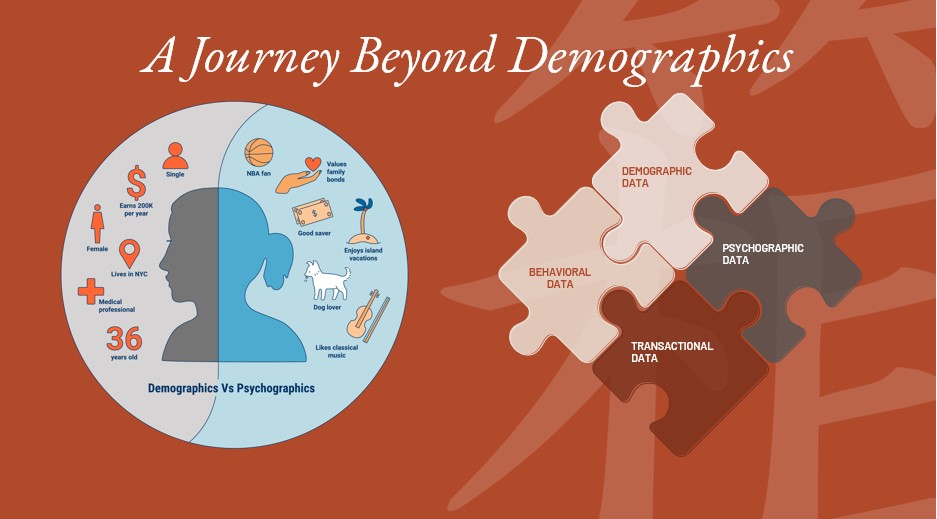 A Journey Beyond Demographics
Single
$
Earns 200K
per year
Female
Lives in NYC
Medical
professional
36
years old
NBA fan
Values
family
bonds
$
Good saver
Enjoys island
vacations
Dog lover
Likes classical
music
Demographics Vs Psychographics
DEMOGRAPHIC
DATA
PSYCHOGRAPHIC
DATA
BEHAVIORAL
DATA
TRANSACTIONAL
DATA